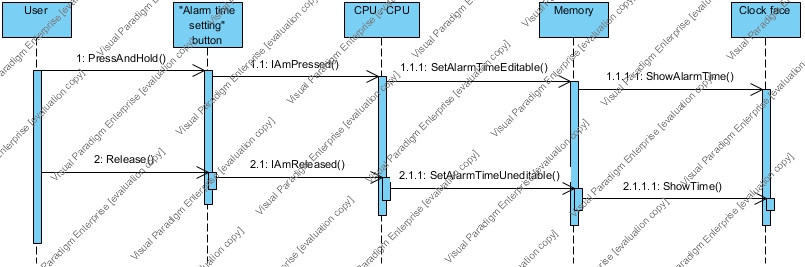 User
"Alarm time
setting"
button
CPU : CPU
Memory
Clock face
1: PressAndHold()
1.1: IAmPressed()
1.1.1: SetAlarmTimeEditable()
1.1.1.1: ShowAlarmTime()
2: Release()
2.1: IAmReleased()
2.1.1: SetAlarmTimeUneditable()
2.1.1.1: ShowTime()
Visual Paradigm Enterprise [evaluation copy]